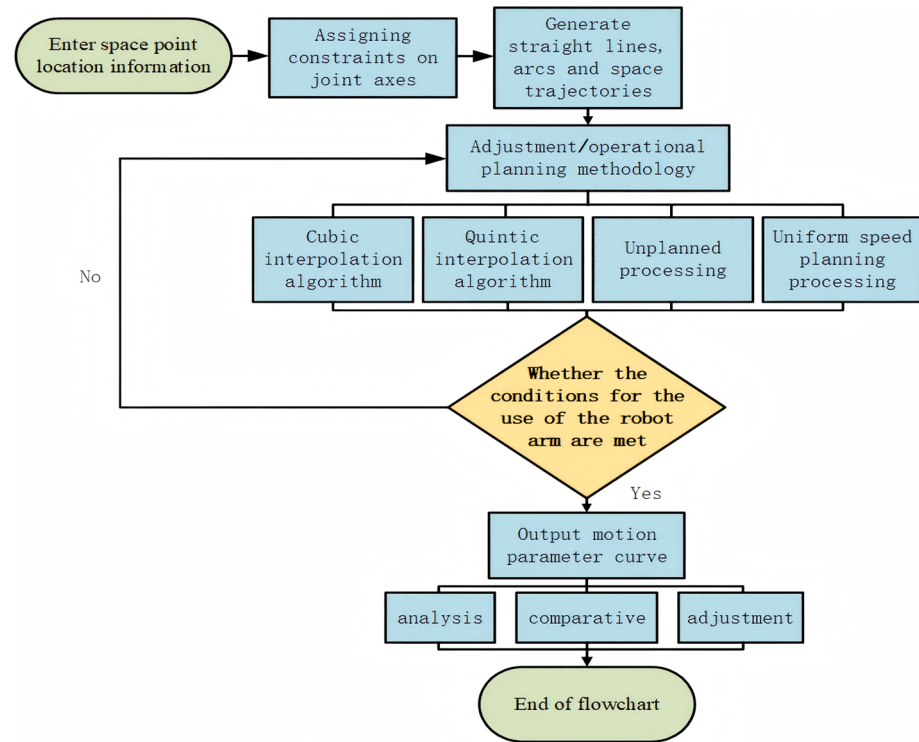 Enter space point
location information
Assigning
constraints on
joint axes
Generate
straight lines,
arcs and space
trajectories
Adjustment/operational
planning methodology
Cubic
interpolation
algorithm
Quintic
interpolation
algorithm
Unplanned
processing
Uniform speed
planning
processing
No
Whether the
conditions for the
use of the robot
arm are met
Yes
Output motion
parameter curve
analysis
comparative
adjustment
End of flowchart